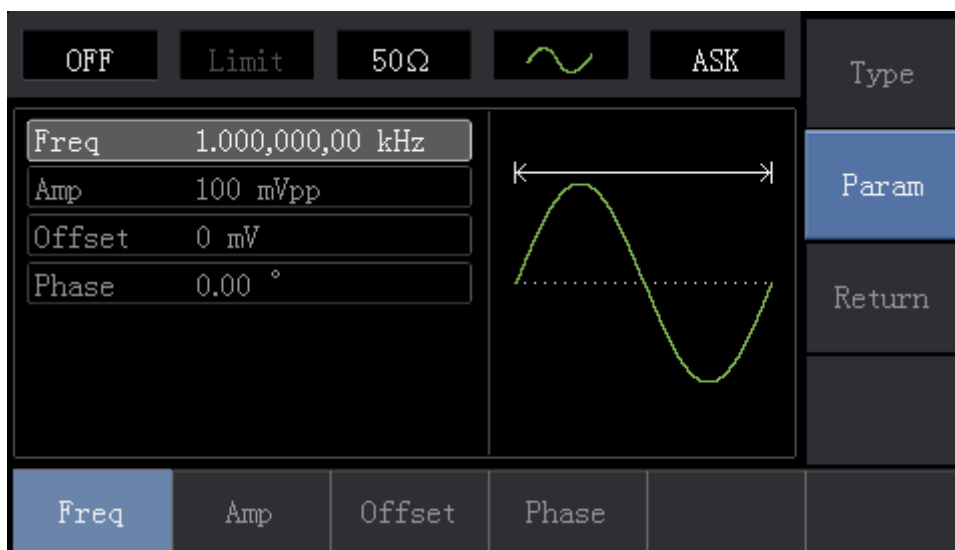 OFF Limit 50Ω ASK Type
Freq 1.000,000,00 kHz
Amp 100 mVpp
Offset 0 mV
Phase 0.00 °
Param
Return
Freq Amp Offset Phase